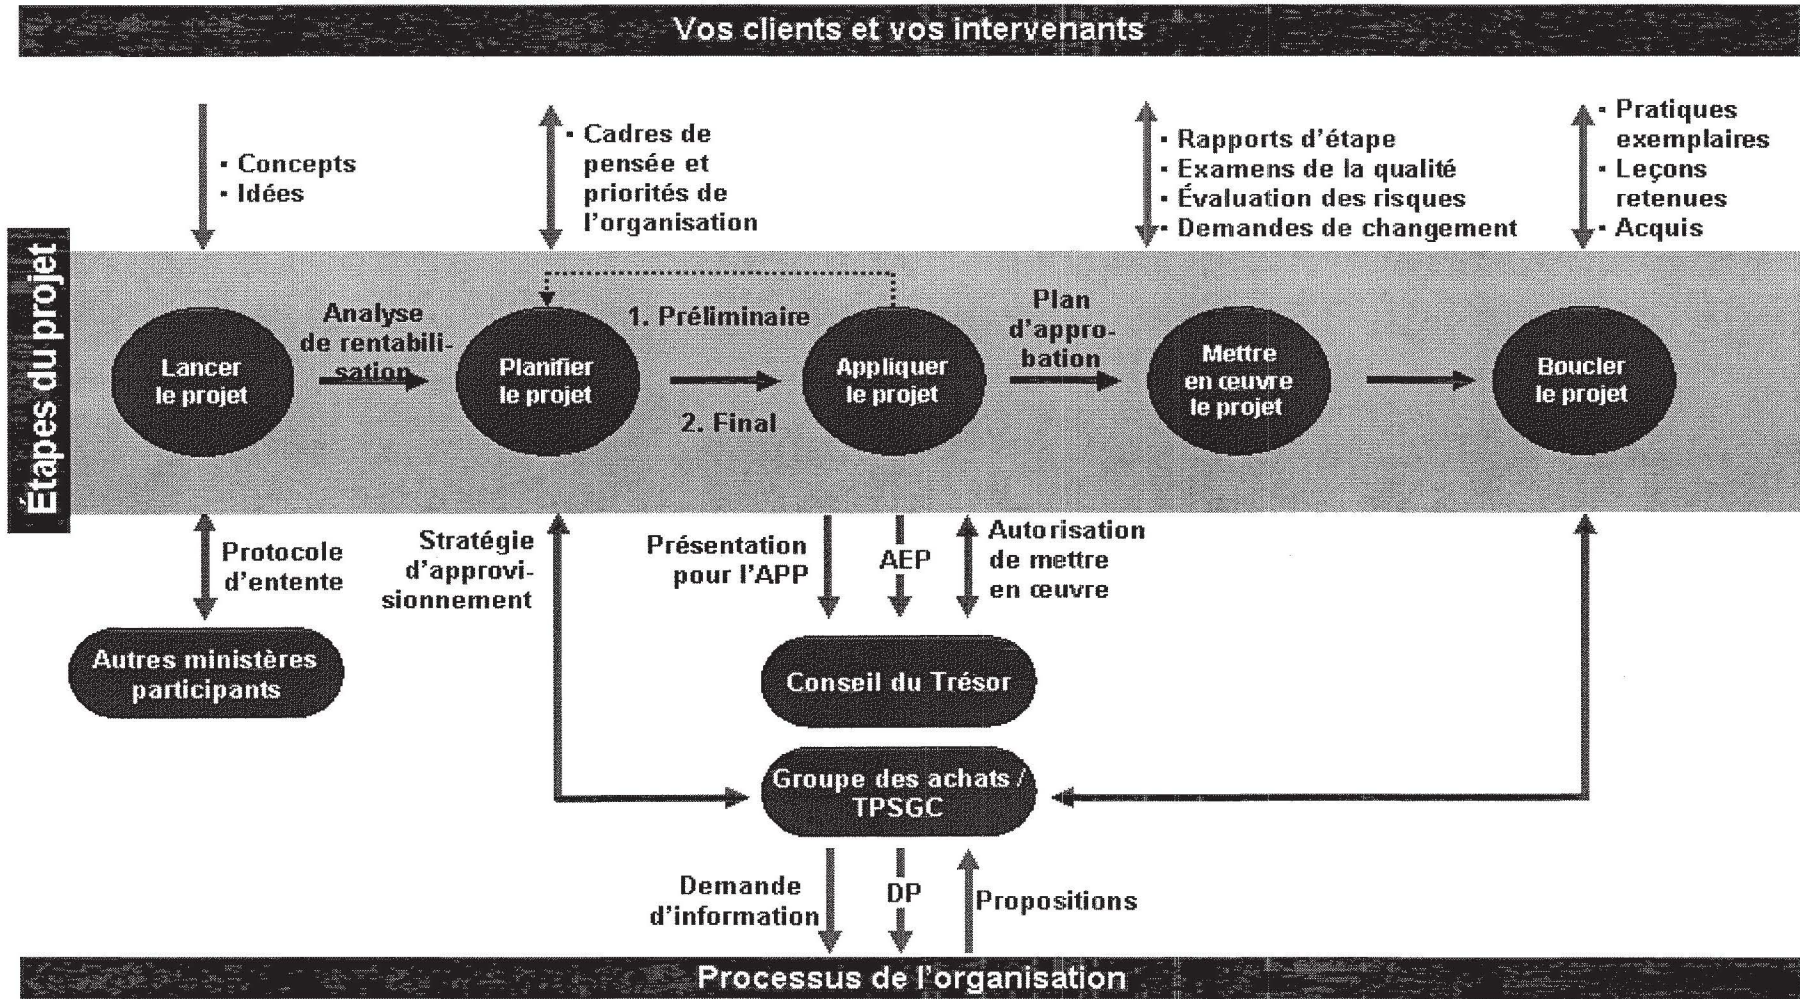 Vos clients et vos intervenants
▪ Concepts
▪ Idées
▪ Cadres de
pensée et
priorités de
l'organisation
▪ Rapports d'étape
▪ Examens de la qualité
▪ Évaluation des risques
▪ Demandes de changement
▪ Pratiques
exemplaires
▪ Leçons
retenues
▪ Acquis
Étapes du projet
Lancer
le projet
Analyse
de rentabili-
sation
Planifier
le projet
1. Préliminaire
2. Final
Appliquer
le projet
Plan
d'appro-
bation
Mettre
en œuvre
le projet
Boucler
le projet
Protocole
d'entente
Autres ministères
participants
Stratégie
d'approvi-
sionnement
Présentation
pour l'APP
AEP
Autorisation
de mettre
en œuvre
Conseil du Trésor
Groupe des achats /
TPSGC
Demande
d'information
DP
Propositions
Processus de l'organisation